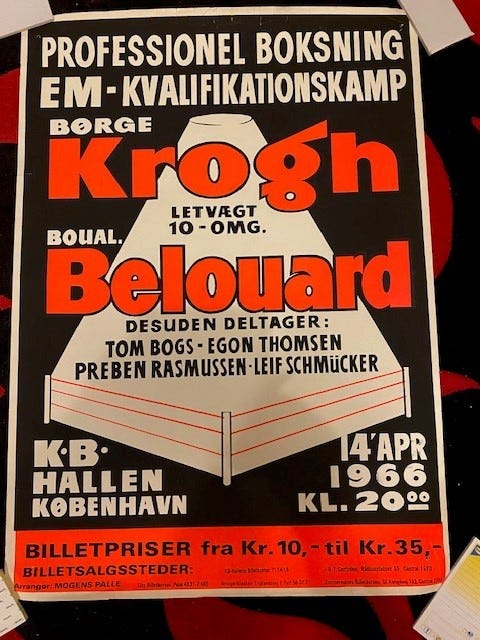 PROFESSIONEL BOKSNING
EM-KVALIFIKATIONSKAMP
BØRGE
Krogh
LETVÆGT
10-OMG.
BOUAL.
Belouard
DESUDEN DELTAGER:
TOM BOGS - EGON THOMSEN
PREBEN RASMUSSEN · LEIF SCHMÜCKER
K·B·
HALLEN
KØBENHAVN
14'APR
1966
KL. 20⁰⁰
BILLETPRISER fra Kr. 10,- til Kr. 35,-
BILLETSALGSSTEDER:
Arrangør: MOGENS PALLE